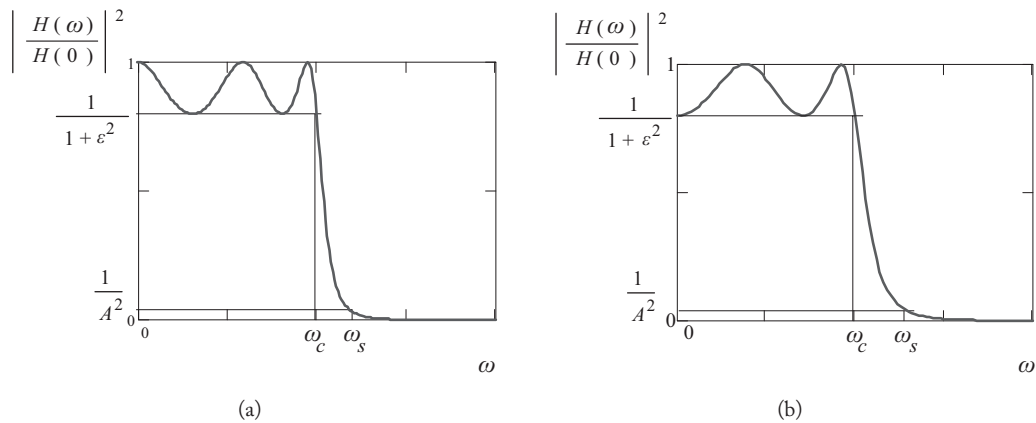 | H(ω) / H(0) |²
1
1 / 1 + ε²
1 / A²
0
0 ω_c ω_s
ω
(a)
| H(ω) / H(0) |²
1
1 / 1 + ε²
1 / A²
0
0 ω_c ω_s
ω
(b)